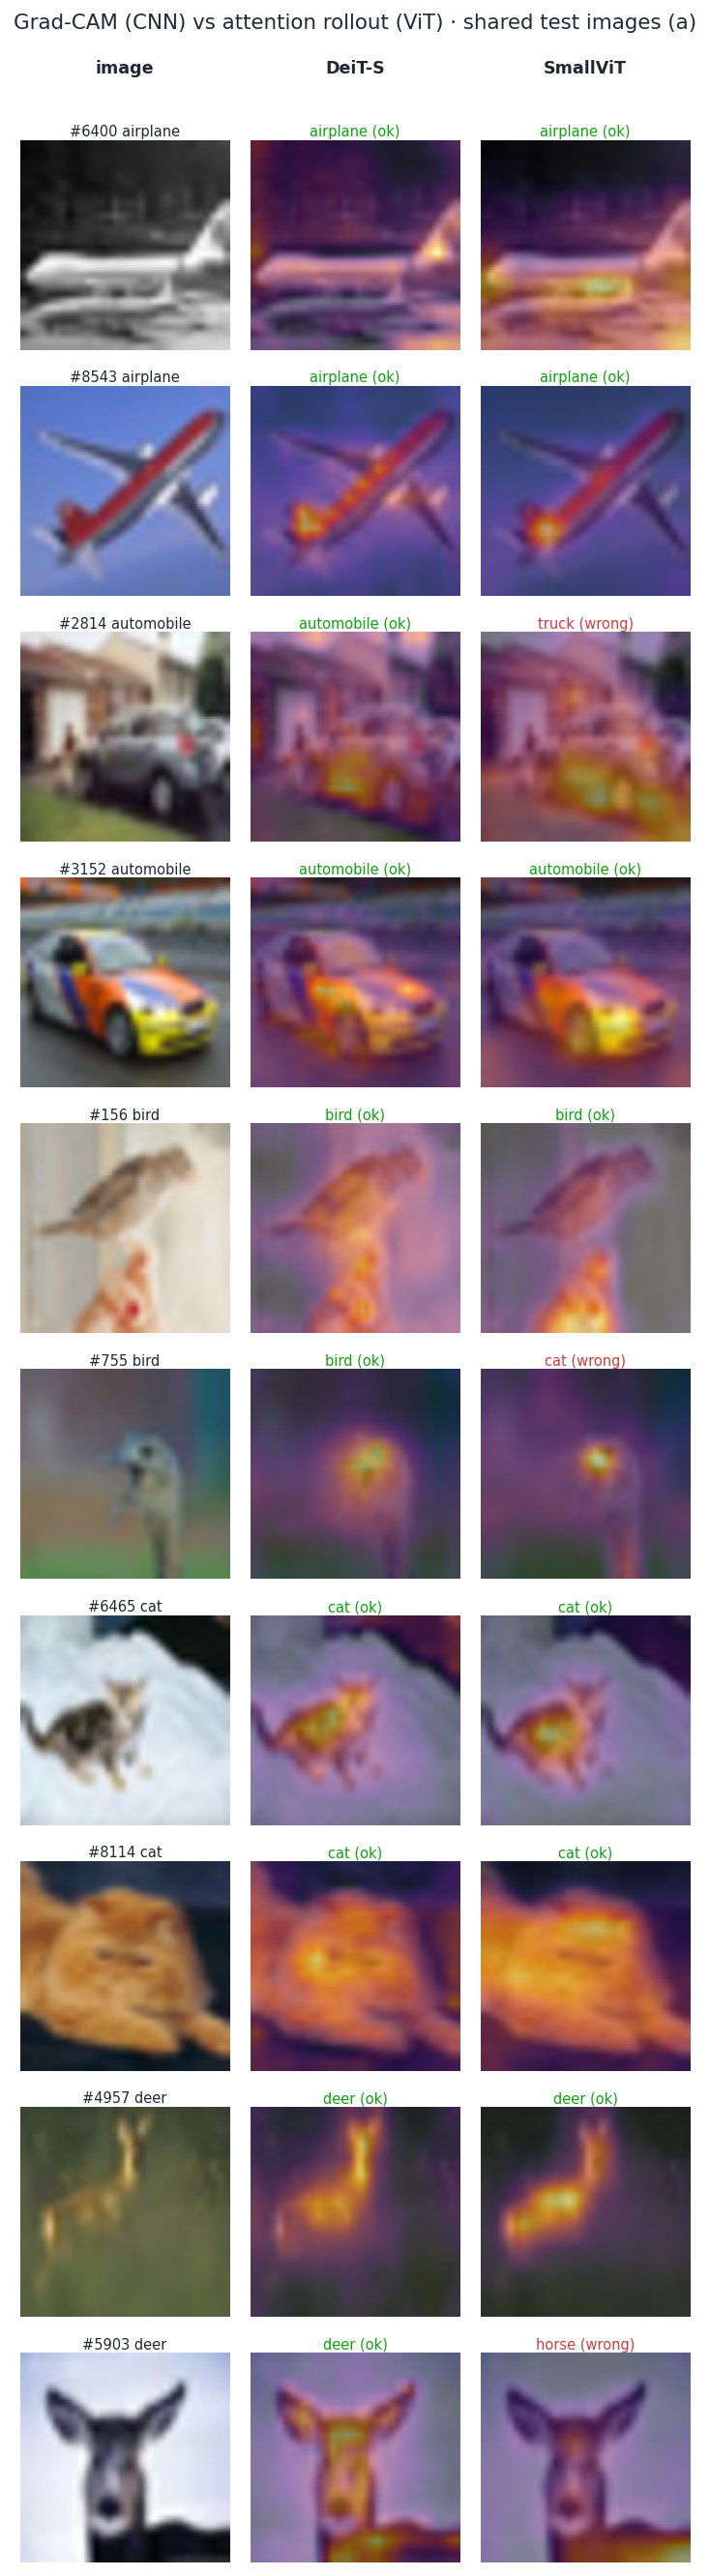 Grad-CAM (CNN) vs attention rollout (ViT) · shared test images (a)
image DeiT-S SmallViT
#6400 airplane airplane (ok) airplane (ok)
#8543 airplane airplane (ok) airplane (ok)
#2814 automobile automobile (ok) truck (wrong)
#3152 automobile automobile (ok) automobile (ok)
#156 bird bird (ok) bird (ok)
#755 bird bird (ok) cat (wrong)
#6465 cat cat (ok) cat (ok)
#8114 cat cat (ok) cat (ok)
#4957 deer deer (ok) deer (ok)
#5903 deer deer (ok) horse (wrong)